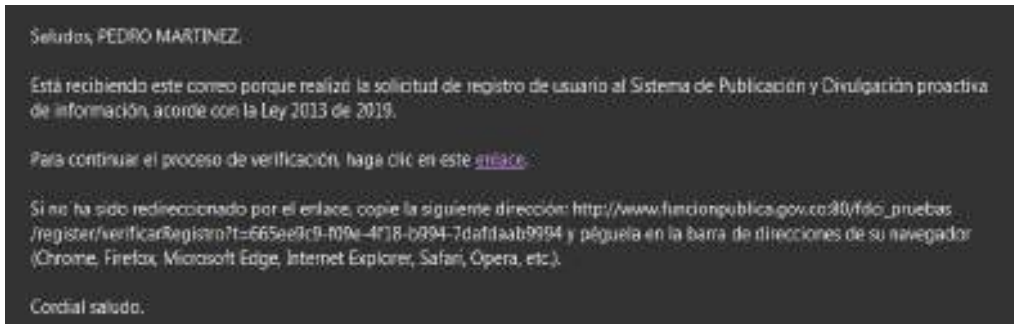 Saludos, PEDRO MARTINEZ.
Está recibiendo este correo porque realizó la solicitud de registro de usuario al Sistema de Publicación y Divulgación proactiva
de información, acorde con la Ley 2013 de 2019.
Para continuar el proceso de verificación, haga clic en este enlace.
Si no ha sido redireccionado por el enlace, copie la siguiente dirección: http://www.funcionpublica.gov.co:80/fdci_pruebas
/register/verificarRegistro?t=665ee9c9-f09e-4f18-b994-7dafdaab9994 y péguela en la barra de direcciones de su navegador
(Chrome, Firefox, Microsoft Edge, Internet Explorer, Safari, Opera, etc.).
Cordial saludo.